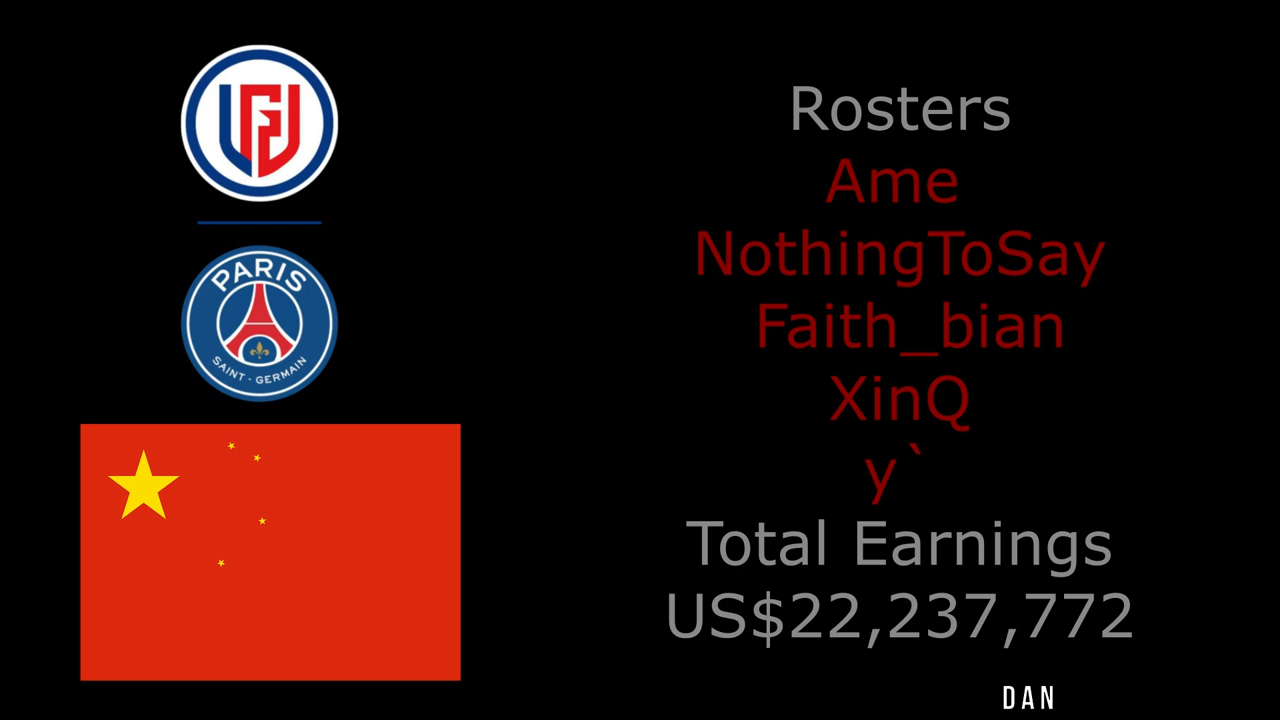 PARIS
SAINT - GERMAIN
Rosters
Ame
NothingToSay
Faith_bian
XinQ
y`
Total Earnings
US$22,237,772
DAN